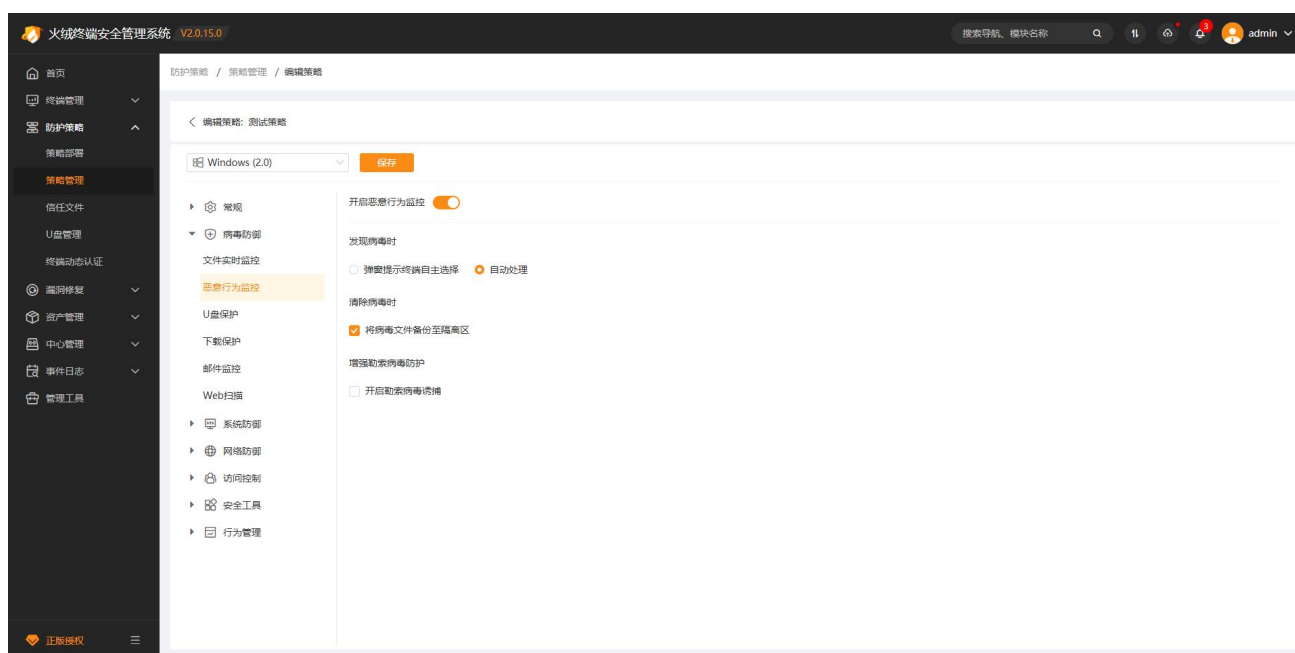 火绒终端安全管理系统 V2.0.15.0
搜索导航、模块名称
3
admin
首页
终端管理
防护策略
策略部署
策略管理
信任文件
U盘管理
终端动态认证
漏洞修复
资产管理
中心管理
事件日志
管理工具
正版授权
防护策略 / 策略管理 / 编辑策略
编辑策略: 测试策略
Windows (2.0)
保存
常规
病毒防御
文件实时监控
恶意行为监控
U盘保护
下载保护
邮件监控
Web扫描
系统防御
网络防御
访问控制
安全工具
行为管理
开启恶意行为监控
发现病毒时
弹窗提示终端自主选择 自动处理
清除病毒时
将病毒文件备份至隔离区
增强勒索病毒防护
开启勒索病毒诱捕